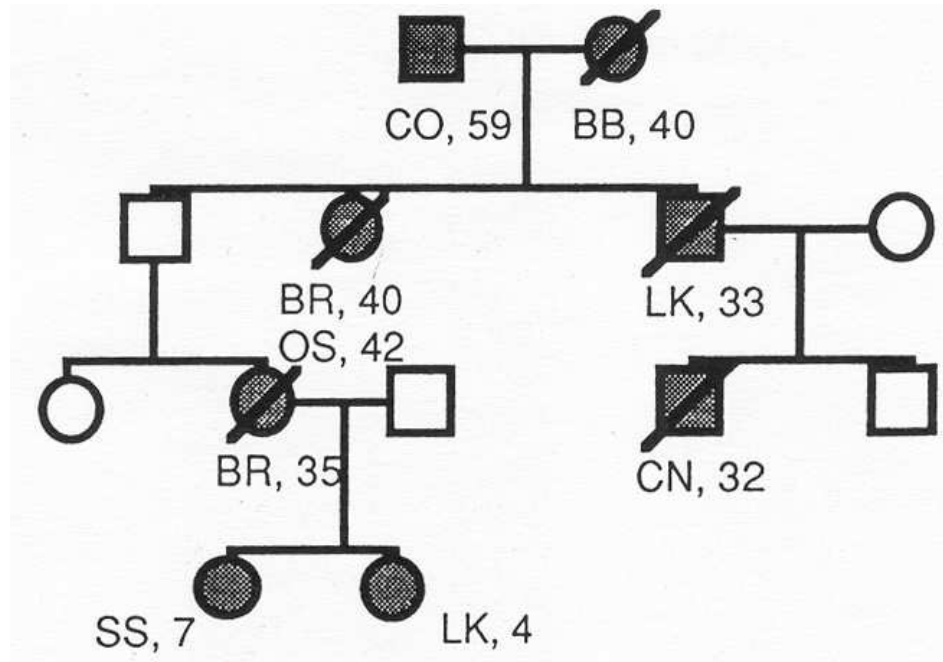 CO, 59
BB, 40
BR, 40
OS, 42
LK, 33
BR, 35
CN, 32
SS, 7
LK, 4